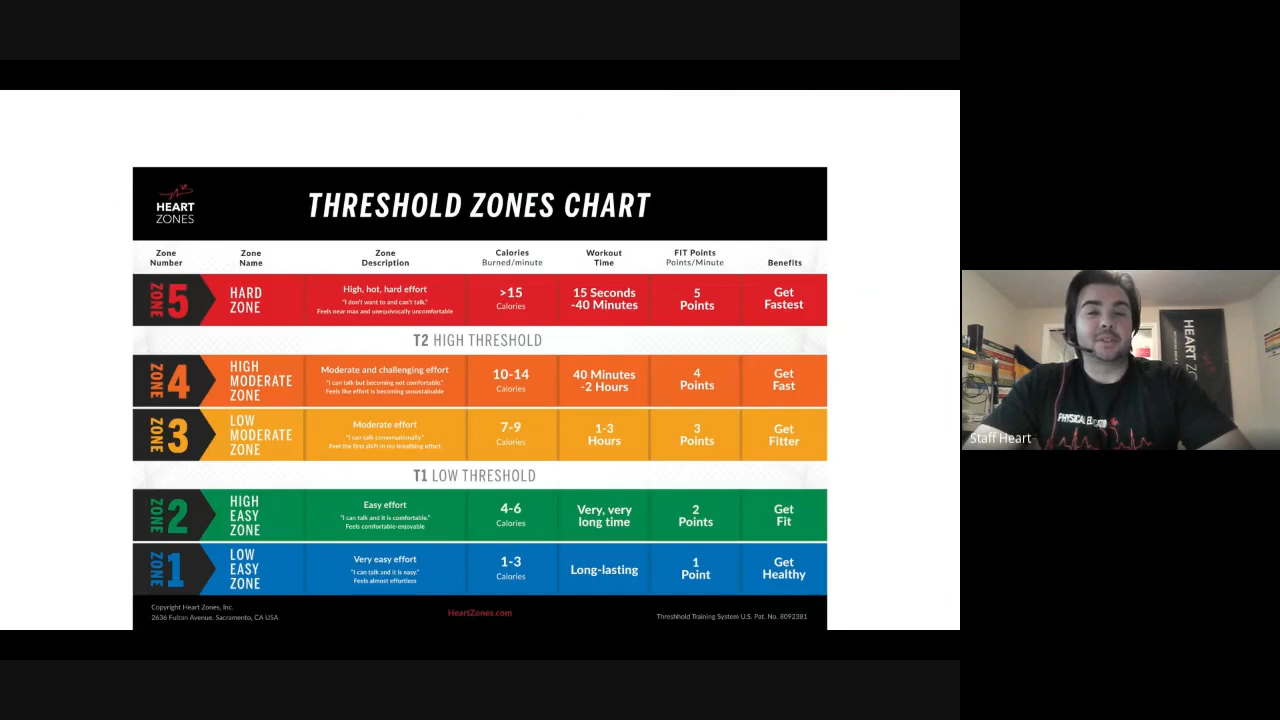 HEART
ZONES
THRESHOLD ZONES CHART
Zone
Number
Zone
Name
Zone
Description
Calories
Burned/minute
Workout
Time
FIT Points
Points/Minute
Benefits
ZONE 5
HARD
ZONE
High, hot, hard effort
"I don't want to and can't talk."
Feels near max and unequivocally uncomfortable
>15
Calories
15 Seconds
-40 Minutes
5
Points
Get
Fastest
T2 HIGH THRESHOLD
ZONE 4
HIGH
MODERATE
ZONE
Moderate and challenging effort
"I can talk but becoming not comfortable."
Feels like effort is becoming unsustainable
10-14
Calories
40 Minutes
-2 Hours
4
Points
Get
Fast
ZONE 3
LOW
MODERATE
ZONE
Moderate effort
"I can talk conversationally."
Feel the first shift in my breathing effort
7-9
Calories
1-3
Hours
3
Points
Get
Fitter
T1 LOW THRESHOLD
ZONE 2
HIGH
EASY
ZONE
Easy effort
"I can talk and it is comfortable."
Feels comfortable-enjoyable
4-6
Calories
Very, very
long time
2
Points
Get
Fit
ZONE 1
LOW
EASY
ZONE
Very easy effort
"I can talk and it is easy."
Feels almost effortless
1-3
Calories
Long-lasting
1
Point
Get
Healthy
Copyright Heart Zones, Inc.
2636 Fulton Avenue, Sacramento, CA USA
HeartZones.com
Threshhold Training System U.S. Pat. No. 8092381
HEART
PHYSICAL
Staff Heart